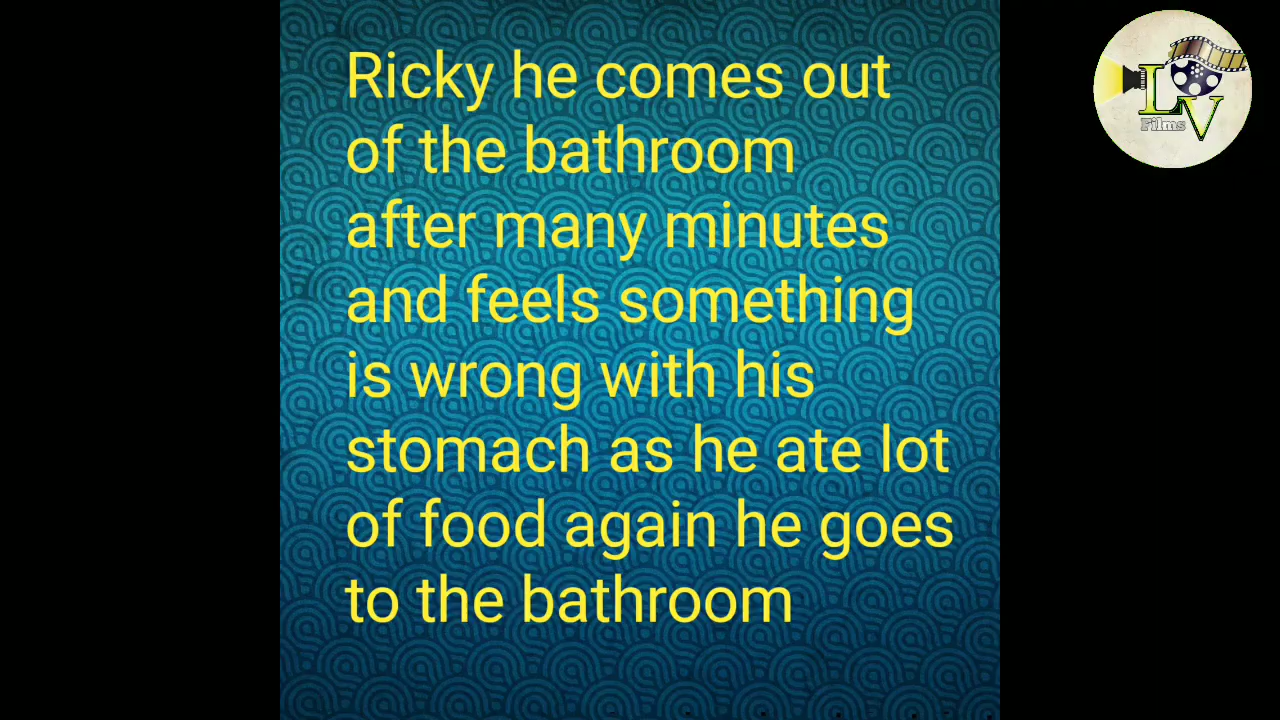 Ricky he comes out
of the bathroom
after many minutes
and feels something
is wrong with his
stomach as he ate lot
of food again he goes
to the bathroom
LV
Films